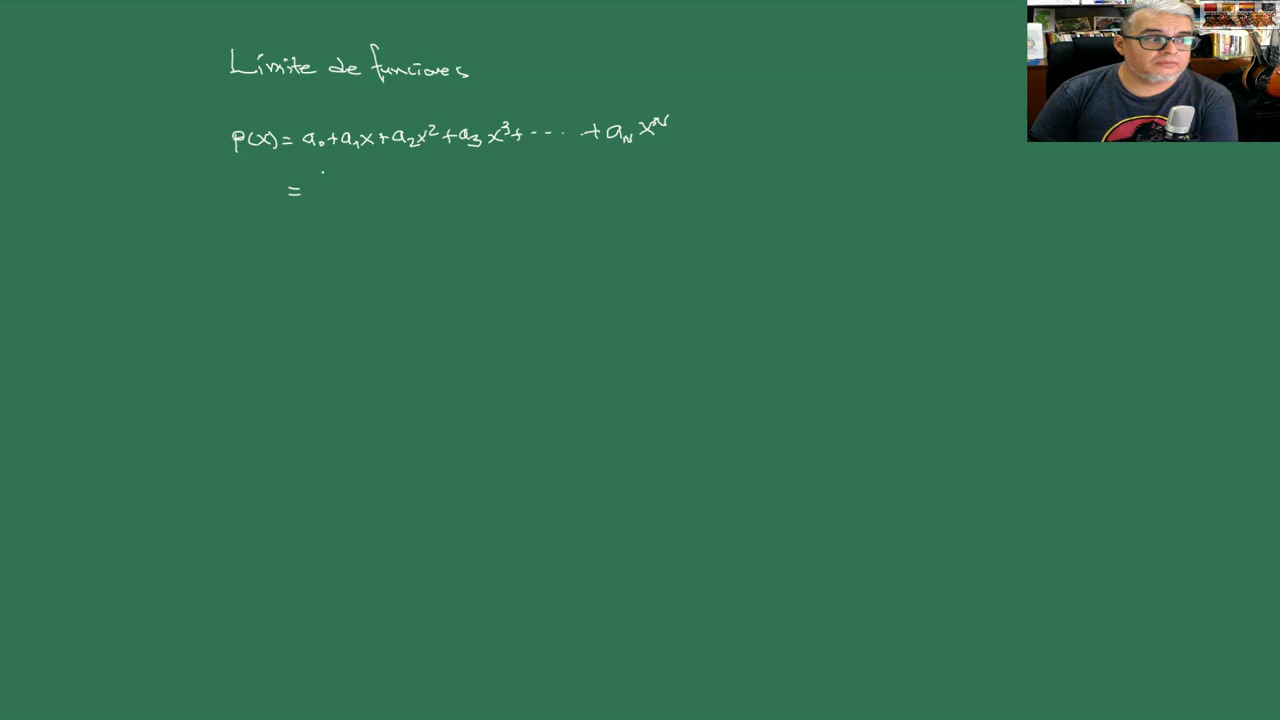 Límite de funciones
p(x) = a₀ + a₁x + a₂x² + a₃x³ + ..... + aₙxⁿ
=